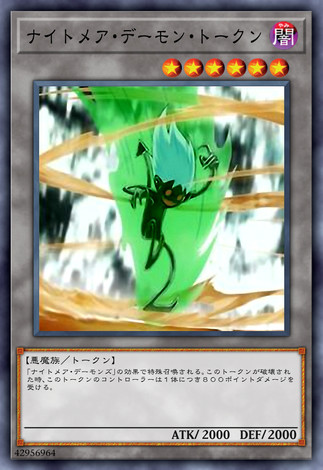 ナイトメア・デーモン・トークン
やみ
闇
【悪魔族／トークン】
「ナイトメア・デーモンズ」の効果で特殊召喚される。このトークンが破壊され
た時、このトークンのコントローラーは１体につき８００ポイントダメージを
受ける。
ATK/ 2000 DEF/ 2000
42956964